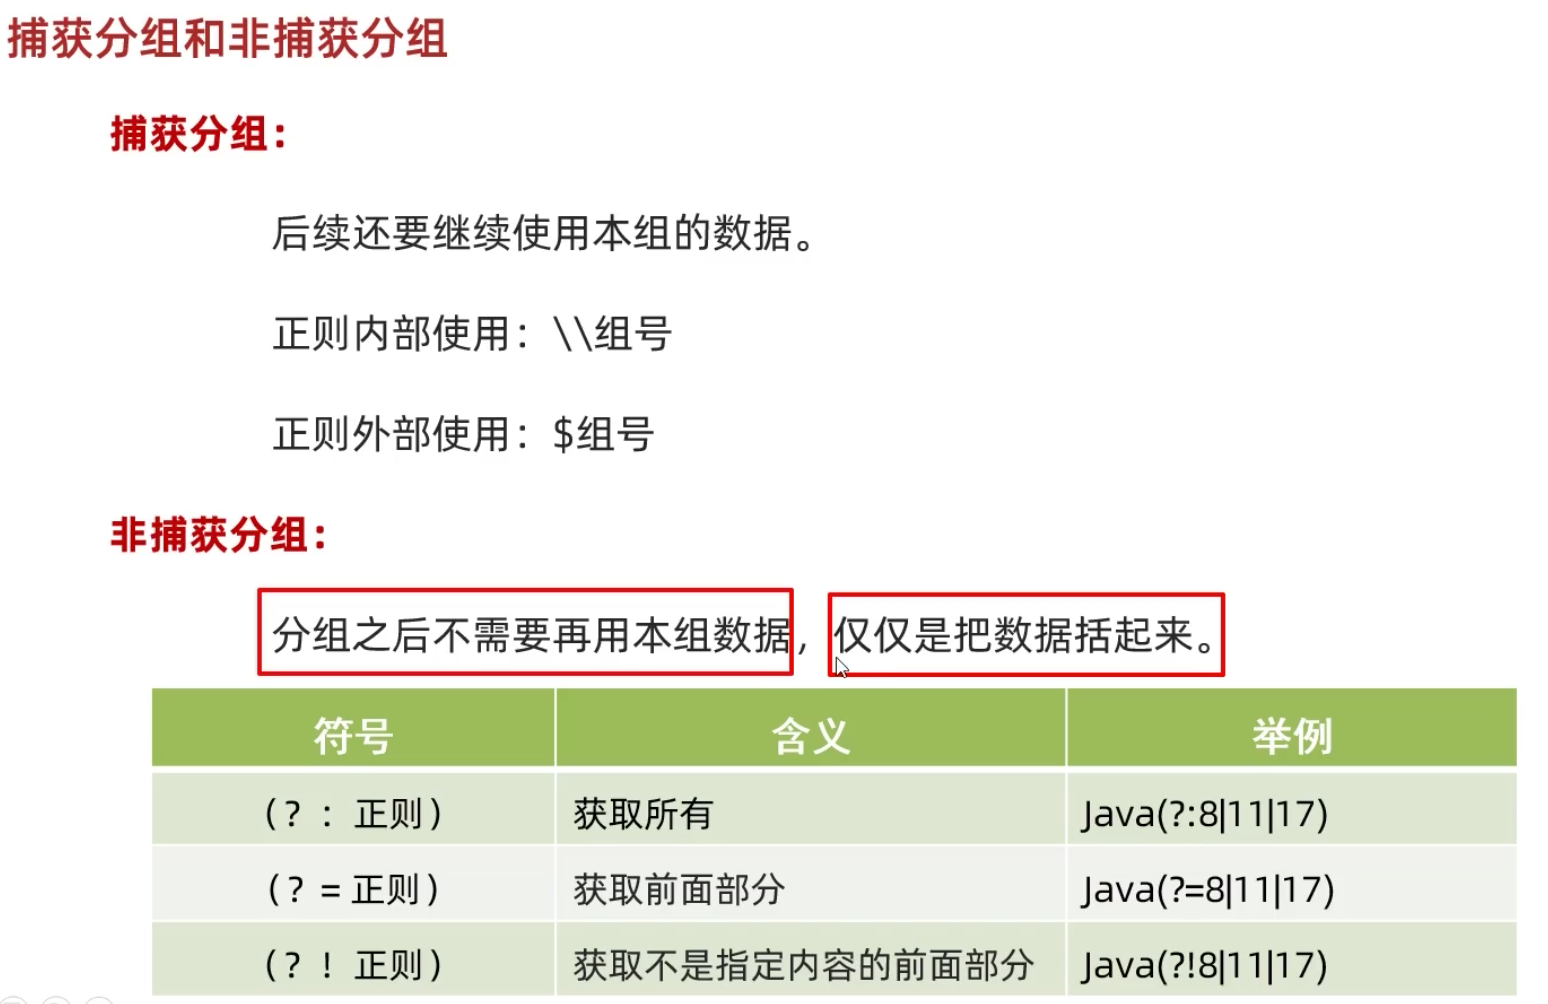 捕获分组和非捕获分组
捕获分组：
后续还要继续使用本组的数据。
正则内部使用：\\组号
正则外部使用：$组号
非捕获分组：
分组之后不需要再用本组数据，仅仅是把数据括起来。
符号 含义 举例
（？：正则） 获取所有 Java(?:8|11|17)
（？=正则） 获取前面部分 Java(?=8|11|17)
（？！正则） 获取不是指定内容的前面部分 Java(?!8|11|17)